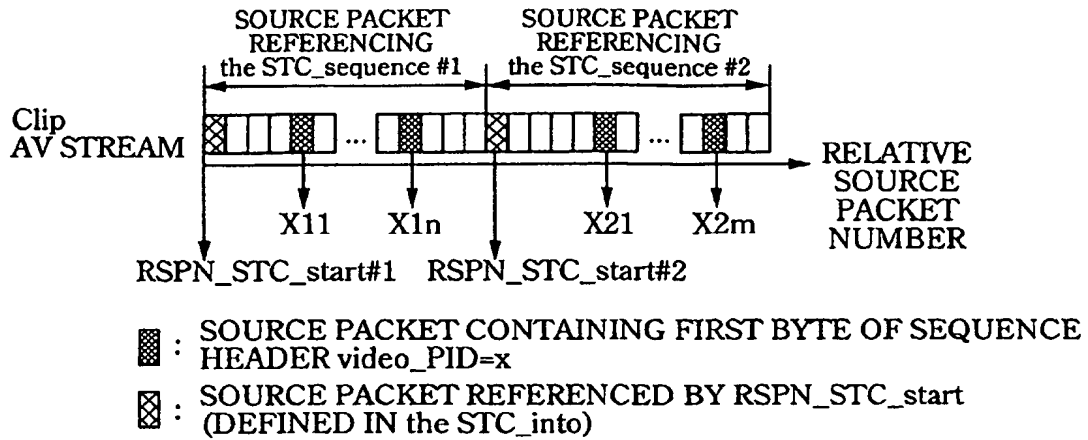 SOURCE PACKET
REFERENCING
the STC_sequence #1
SOURCE PACKET
REFERENCING
the STC_sequence #2
Clip
AV STREAM
...
...
RELATIVE
SOURCE
PACKET
NUMBER
X11
X1n
X21
X2m
RSPN_STC_start#1
RSPN_STC_start#2
: SOURCE PACKET CONTAINING FIRST BYTE OF SEQUENCE
HEADER video_PID=x
: SOURCE PACKET REFERENCED BY RSPN_STC_start
(DEFINED IN the STC_into)